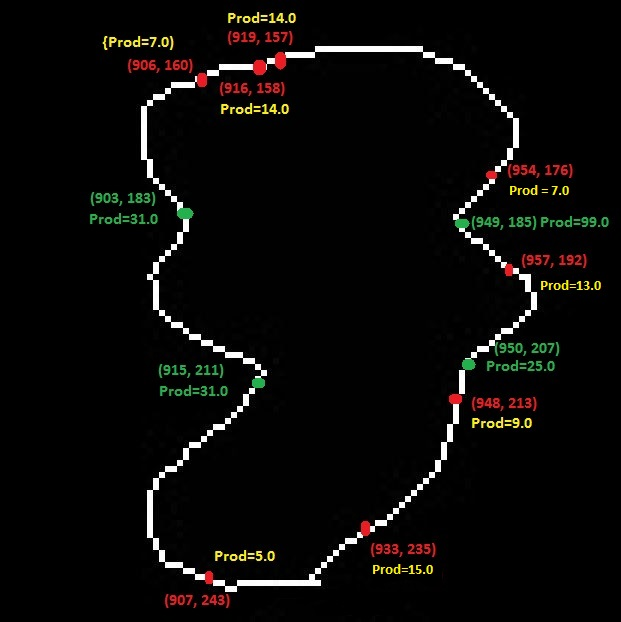 Prod=14.0
(919, 157)
{Prod=7.0)
(906, 160)
(916, 158)
Prod=14.0
(954, 176)
Prod = 7.0
(903, 183)
Prod=31.0
(949, 185) Prod=99.0
(957, 192)
Prod=13.0
(950, 207)
Prod=25.0
(915, 211)
Prod=31.0
(948, 213)
Prod=9.0
(933, 235)
Prod=15.0
Prod=5.0
(907, 243)